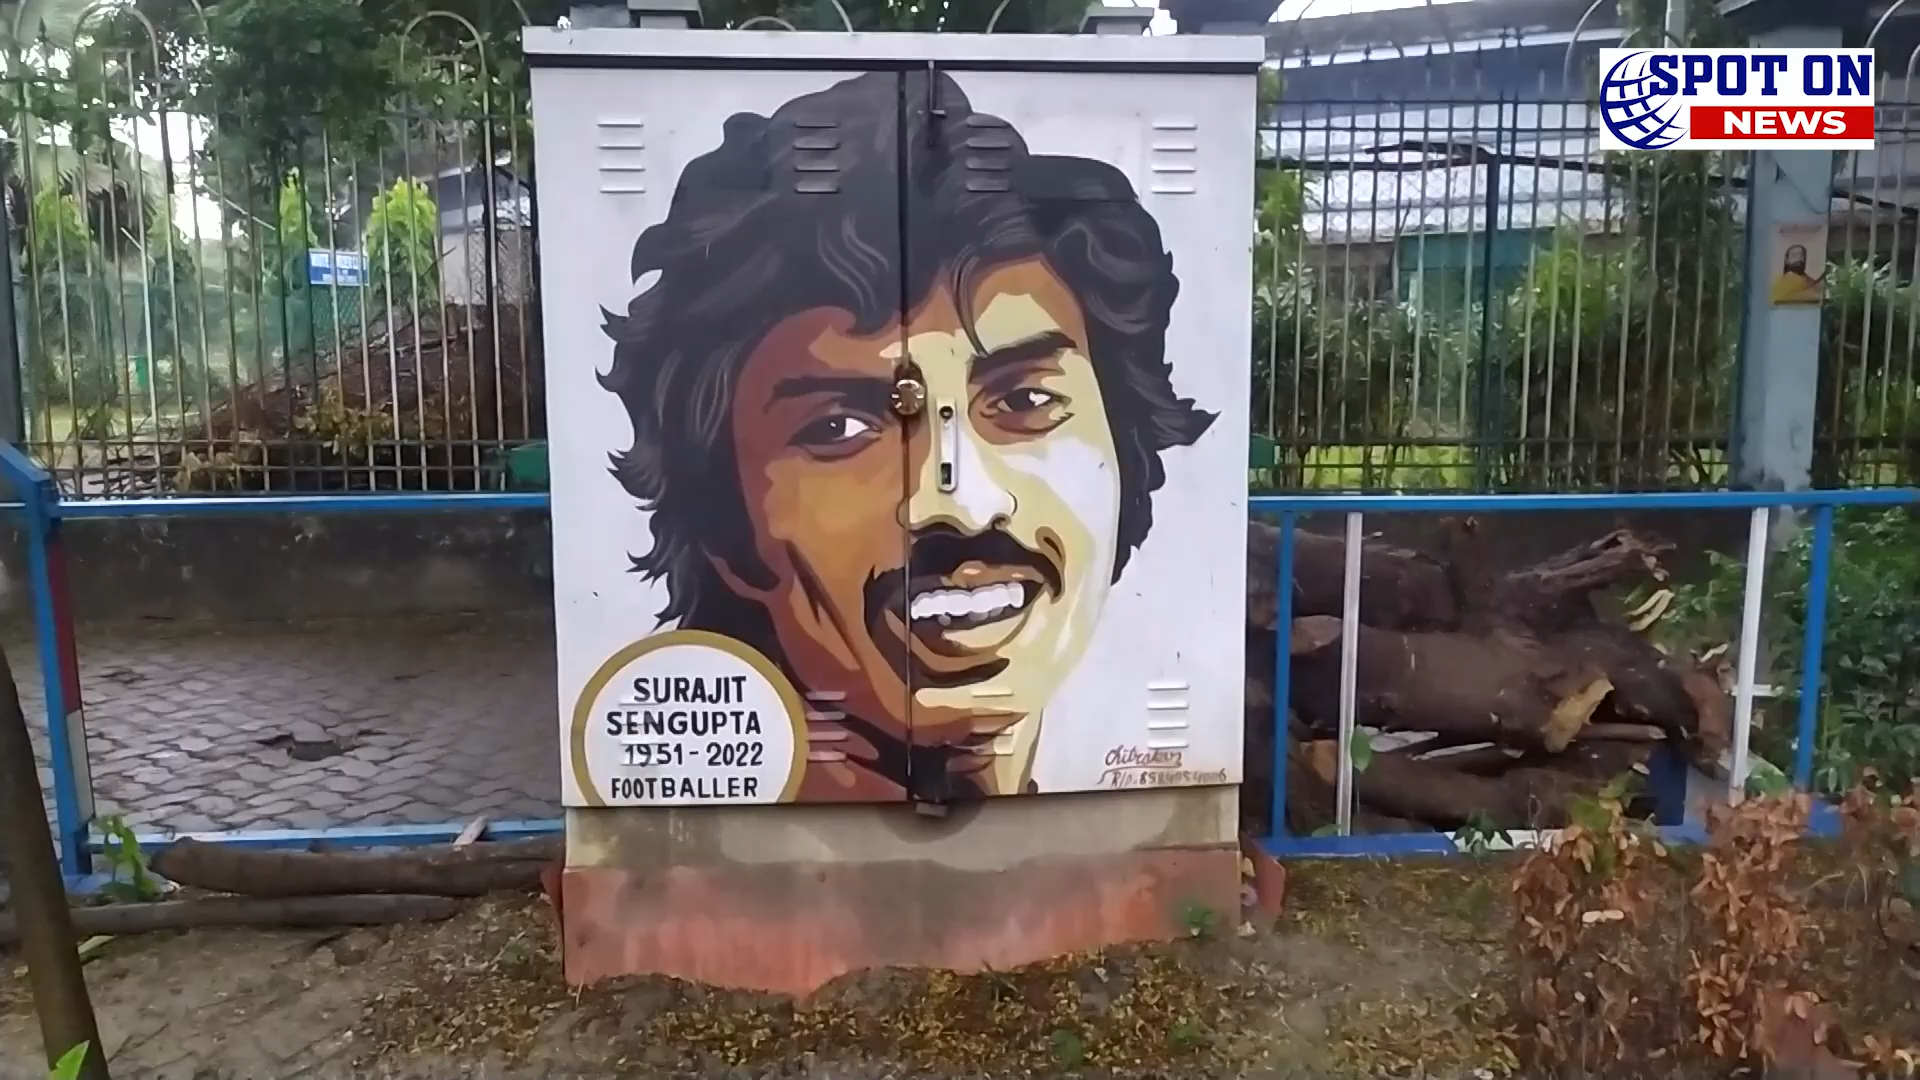 SPOT ON
NEWS
SURAJIT
SENGUPTA
1951-2022
FOOTBALLER